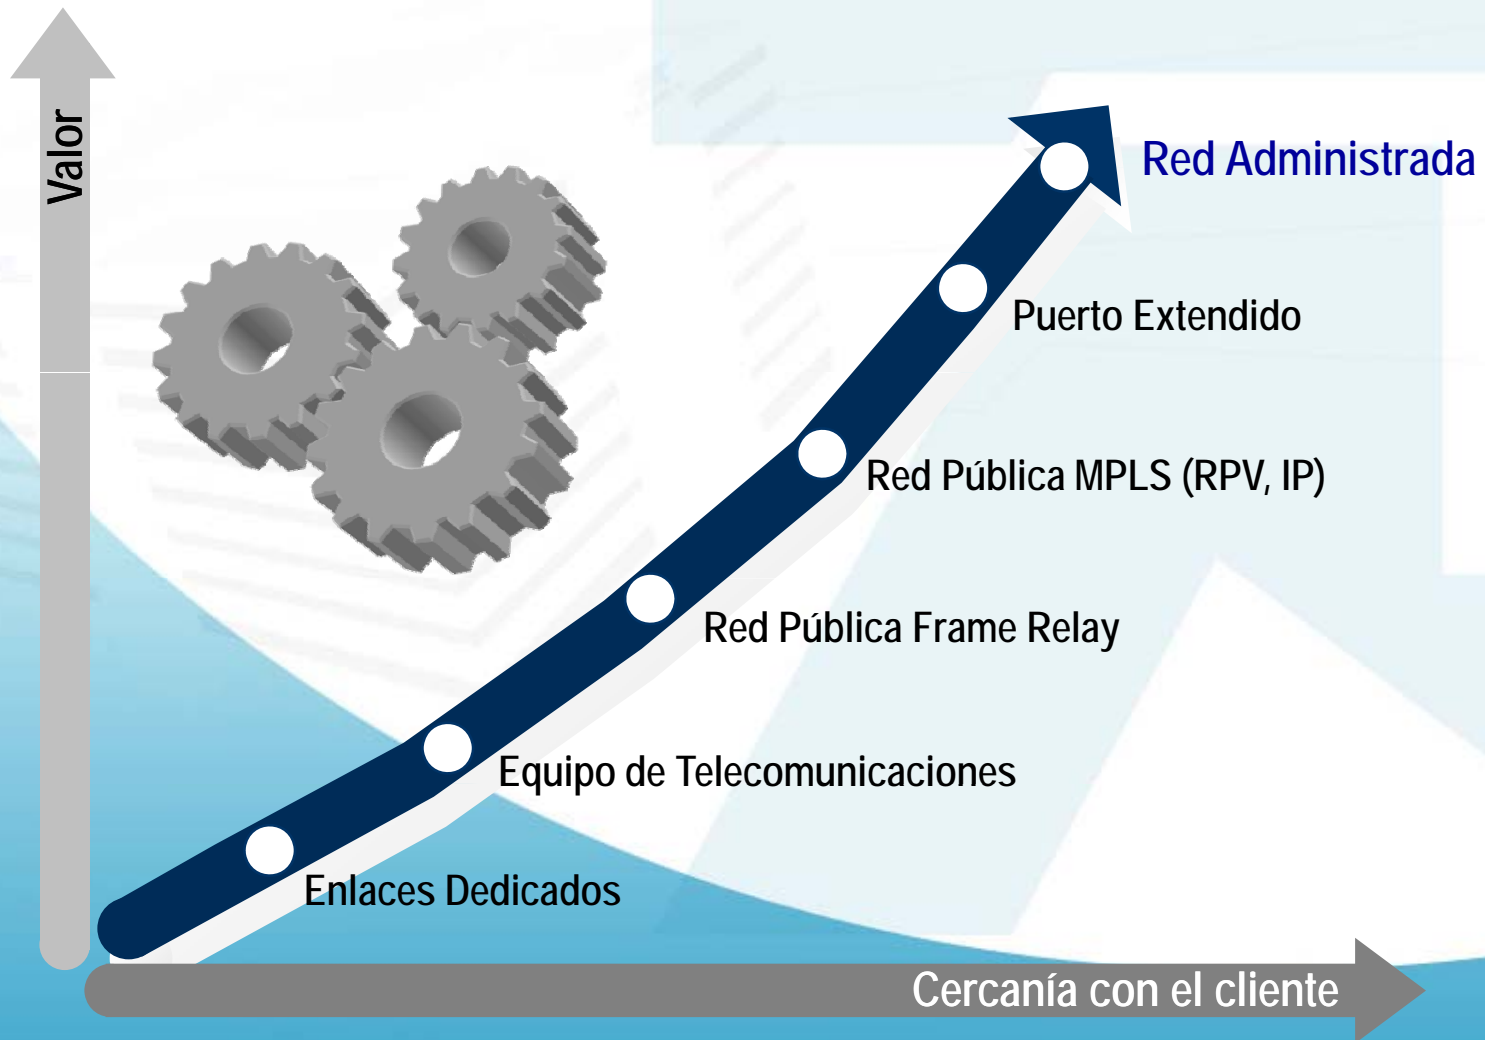 Valor
Red Administrada
Puerto Extendido
Red Pública MPLS (RPV, IP)
Red Pública Frame Relay
Equipo de Telecomunicaciones
Enlaces Dedicados
Cercanía con el cliente